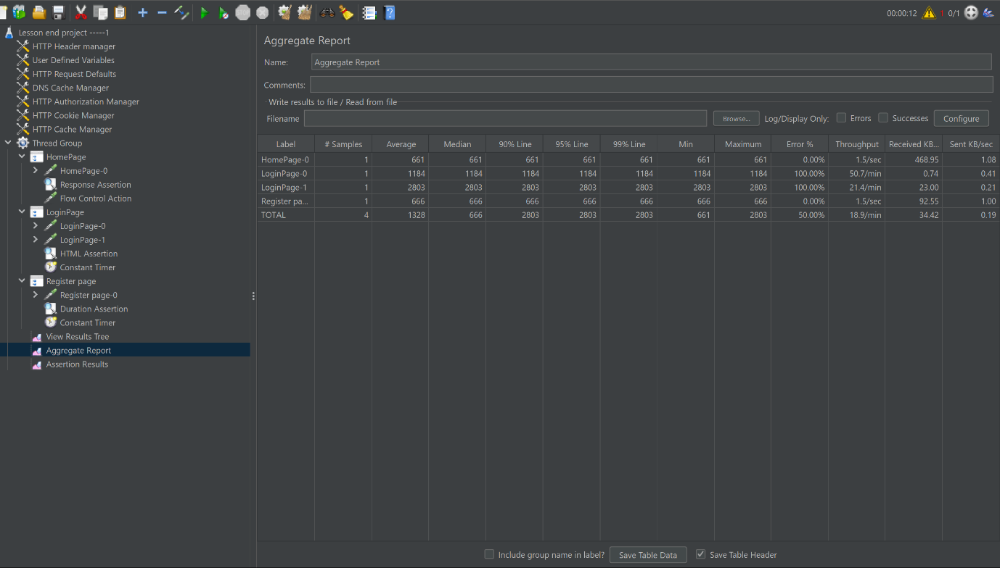 00:00:12 1 0/1
Lesson end project -----1
HTTP Header manager
User Defined Variables
HTTP Request Defaults
DNS Cache Manager
HTTP Authorization Manager
HTTP Cookie Manager
HTTP Cache Manager
Thread Group
HomePage
HomePage-0
Response Assertion
Flow Control Action
LoginPage
LoginPage-0
LoginPage-1
HTML Assertion
Constant Timer
Register page
Register page-0
Duration Assertion
Constant Timer
View Results Tree
Aggregate Report
Assertion Results
Aggregate Report
Name: Aggregate Report
Comments:
Write results to file / Read from file
Filename Browse... Log/Display Only: Errors Successes Configure
Label # Samples Average Median 90% Line 95% Line 99% Line Min Maximum Error % Throughput Received KB... Sent KB/sec
HomePage-0 1 661 661 661 661 661 661 661 0.00% 1.5/sec 468.95 1.08
LoginPage-0 1 1184 1184 1184 1184 1184 1184 1184 100.00% 50.7/min 0.74 0.41
LoginPage-1 1 2803 2803 2803 2803 2803 2803 2803 100.00% 21.4/min 23.00 0.21
Register pa... 1 666 666 666 666 666 666 666 0.00% 1.5/sec 92.55 1.00
TOTAL 4 1328 666 2803 2803 2803 661 2803 50.00% 18.9/min 34.42 0.19
Include group name in label? Save Table Data Save Table Header